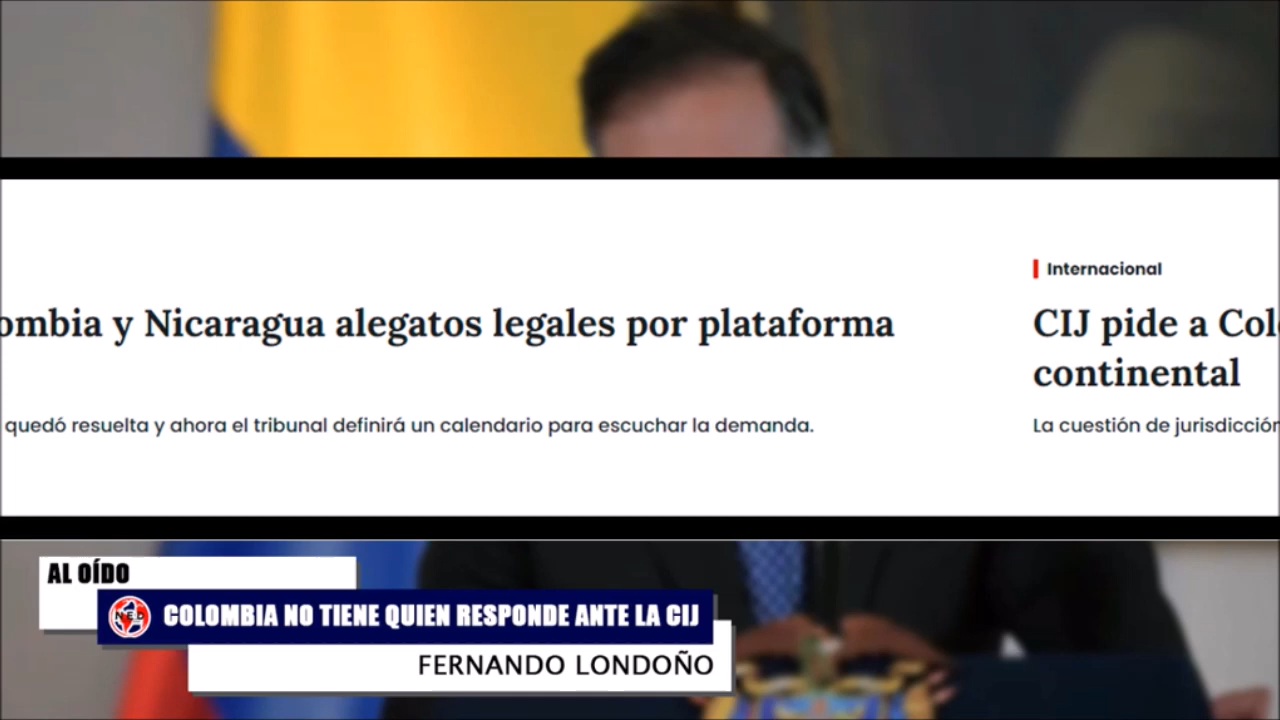 ombia y Nicaragua alegatos legales por plataforma
quedó resuelta y ahora el tribunal definirá un calendario para escuchar la demanda.
Internacional
CIJ pide a Col
continental
La cuestión de jurisdicción
AL OÍDO
COLOMBIA NO TIENE QUIEN RESPONDE ANTE LA CIJ
FERNANDO LONDOÑO